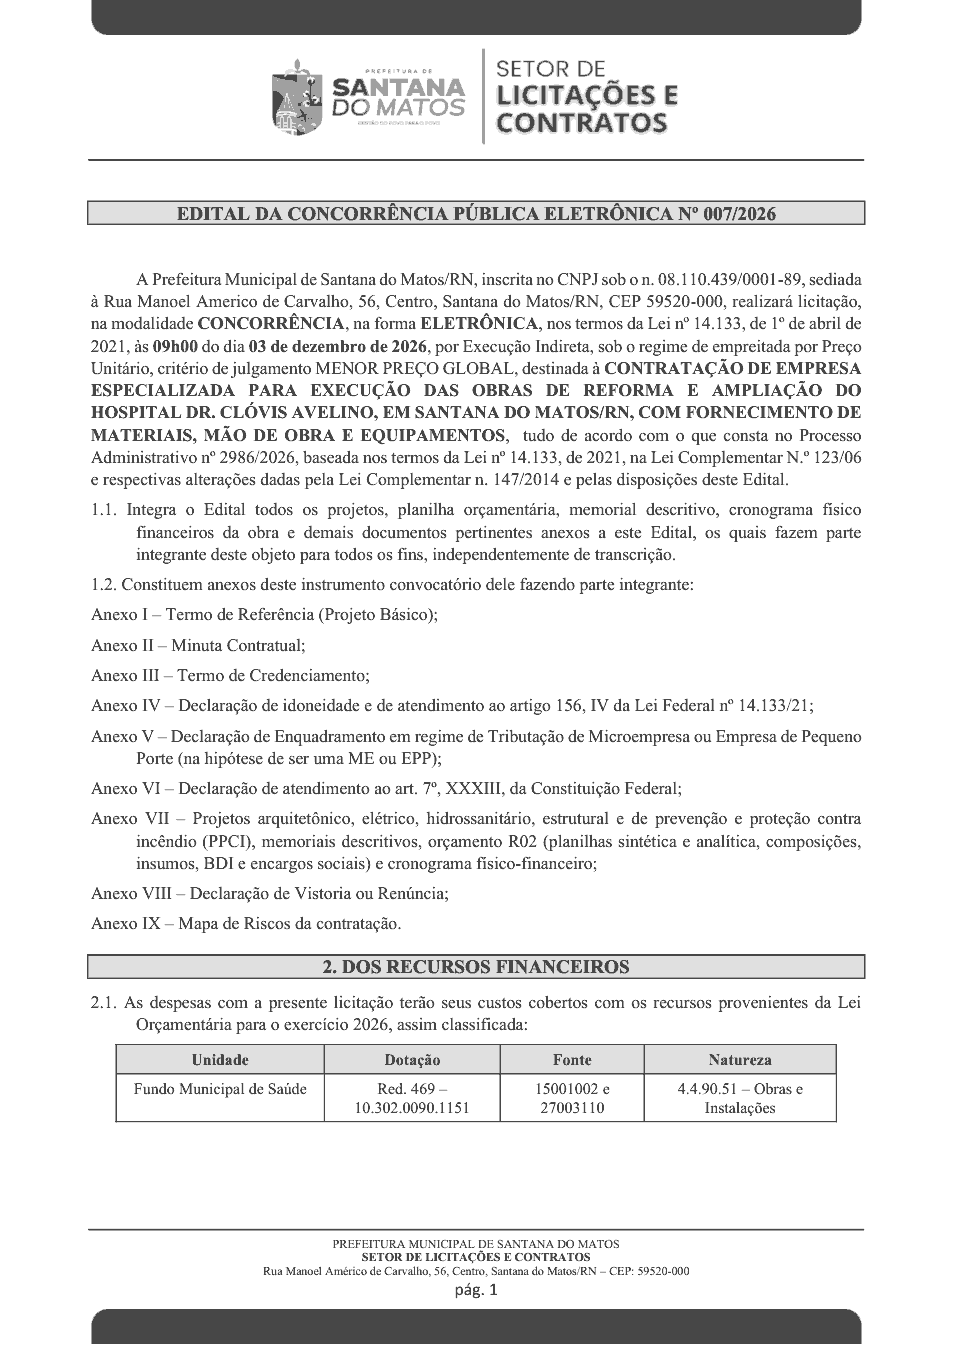 PREFEITURA DE
SANTANA
DO MATOS
SETOR DE
LICITAÇÕES E
CONTRATOS
EDITAL DA CONCORRÊNCIA PÚBLICA ELETRÔNICA Nº 007/2026
A Prefeitura Municipal de Santana do Matos/RN, inscrita no CNPJ sob o n. 08.110.439/0001-89, sediada
à Rua Manoel Americo de Carvalho, 56, Centro, Santana do Matos/RN, CEP 59520-000, realizará licitação,
na modalidade CONCORRÊNCIA, na forma ELETRÔNICA, nos termos da Lei nº 14.133, de 1º de abril de
2021, às 09h00 do dia 03 de dezembro de 2026, por Execução Indireta, sob o regime de empreitada por Preço
Unitário, critério de julgamento MENOR PREÇO GLOBAL, destinada à CONTRATAÇÃO DE EMPRESA
ESPECIALIZADA PARA EXECUÇÃO DAS OBRAS DE REFORMA E AMPLIAÇÃO DO
HOSPITAL DR. CLÓVIS AVELINO, EM SANTANA DO MATOS/RN, COM FORNECIMENTO DE
MATERIAIS, MÃO DE OBRA E EQUIPAMENTOS, tudo de acordo com o que consta no Processo
Administrativo nº 2986/2026, baseada nos termos da Lei nº 14.133, de 2021, na Lei Complementar N.º 123/06
e respectivas alterações dadas pela Lei Complementar n. 147/2014 e pelas disposições deste Edital.
1.1. Integra o Edital todos os projetos, planilha orçamentária, memorial descritivo, cronograma físico
financeiros da obra e demais documentos pertinentes anexos a este Edital, os quais fazem parte
integrante deste objeto para todos os fins, independentemente de transcrição.
1.2. Constituem anexos deste instrumento convocatório dele fazendo parte integrante:
Anexo I – Termo de Referência (Projeto Básico);
Anexo II – Minuta Contratual;
Anexo III – Termo de Credenciamento;
Anexo IV – Declaração de idoneidade e de atendimento ao artigo 156, IV da Lei Federal nº 14.133/21;
Anexo V – Declaração de Enquadramento em regime de Tributação de Microempresa ou Empresa de Pequeno
Porte (na hipótese de ser uma ME ou EPP);
Anexo VI – Declaração de atendimento ao art. 7º, XXXIII, da Constituição Federal;
Anexo VII – Projetos arquitetônico, elétrico, hidrossanitário, estrutural e de prevenção e proteção contra
incêndio (PPCI), memoriais descritivos, orçamento R02 (planilhas sintética e analítica, composições,
insumos, BDI e encargos sociais) e cronograma físico-financeiro;
Anexo VIII – Declaração de Vistoria ou Renúncia;
Anexo IX – Mapa de Riscos da contratação.
2. DOS RECURSOS FINANCEIROS
2.1. As despesas com a presente licitação terão seus custos cobertos com os recursos provenientes da Lei
Orçamentária para o exercício 2026, assim classificada:
Unidade Dotação Fonte Natureza
Fundo Municipal de Saúde Red. 469 – 15001002 e 4.4.90.51 – Obras e
10.302.0090.1151 27003110 Instalações
PREFEITURA MUNICIPAL DE SANTANA DO MATOS
SETOR DE LICITAÇÕES E CONTRATOS
Rua Manoel Américo de Carvalho, 56, Centro, Santana do Matos/RN – CEP: 59520-000
pág. 1